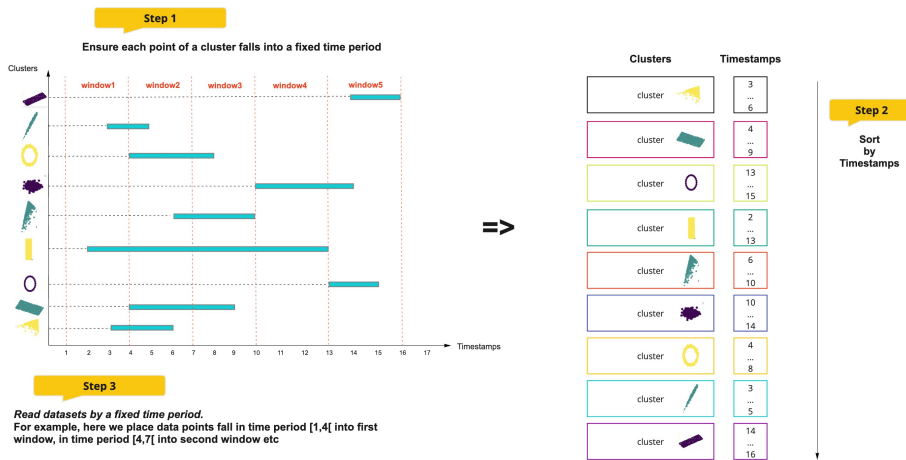 Step 1
Ensure each point of a cluster falls into a fixed time period
Clusters
window1 window2 window3 window4 window5
1 2 3 4 5 6 7 8 9 10 11 12 13 14 15 16 17
Timestamps
Step 3
Read datasets by a fixed time period.
For example, here we place data points fall in time period [1,4[ into first
window, in time period [4,7[ into second window etc
=>
Clusters Timestamps
cluster
3
...
6
cluster
4
...
9
cluster
13
...
15
cluster
2
...
13
cluster
6
...
10
cluster
10
...
14
cluster
4
...
8
cluster
3
...
5
cluster
14
...
16
Step 2
Sort
by
Timestamps